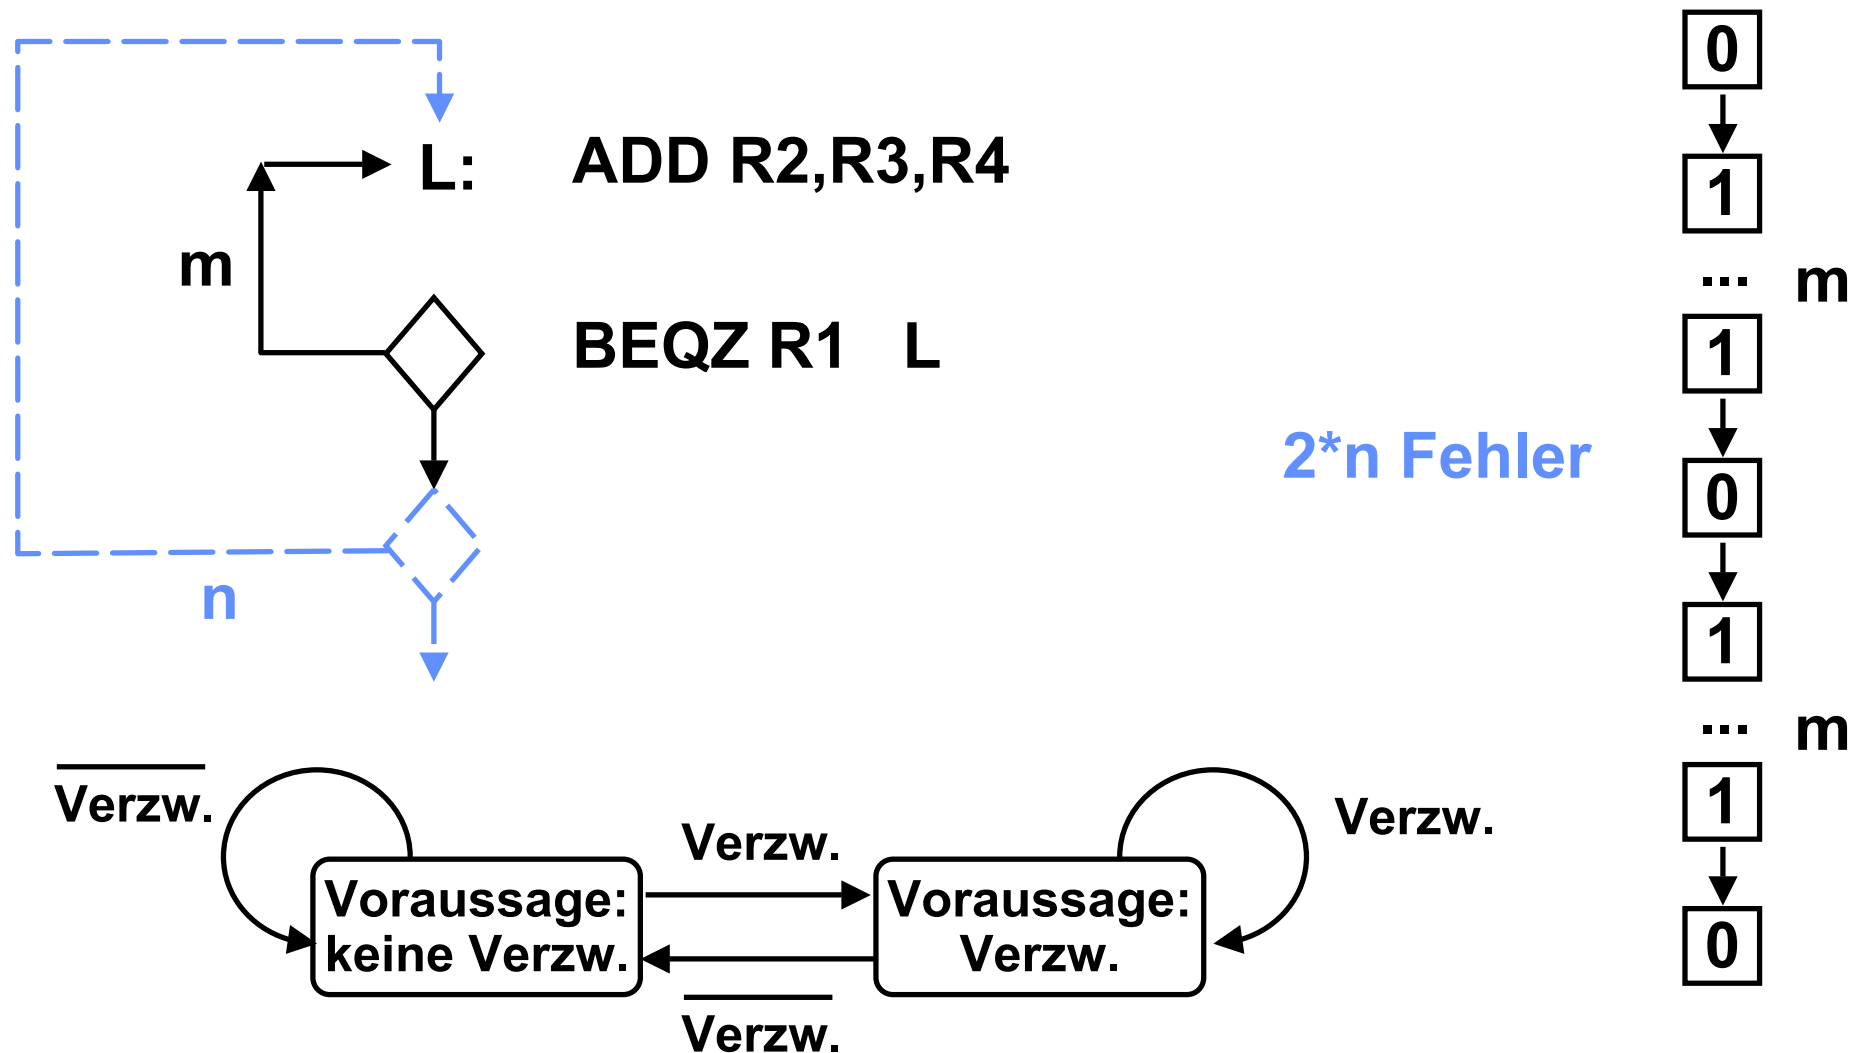 L: ADD R2,R3,R4
m
BEQZ R1 L
n
2*n Fehler
0
1
... m
1
0
1
... m
1
0
Verzw.
Verzw.
Verzw.
Voraussage:
keine Verzw.
Voraussage:
Verzw.
Verzw.